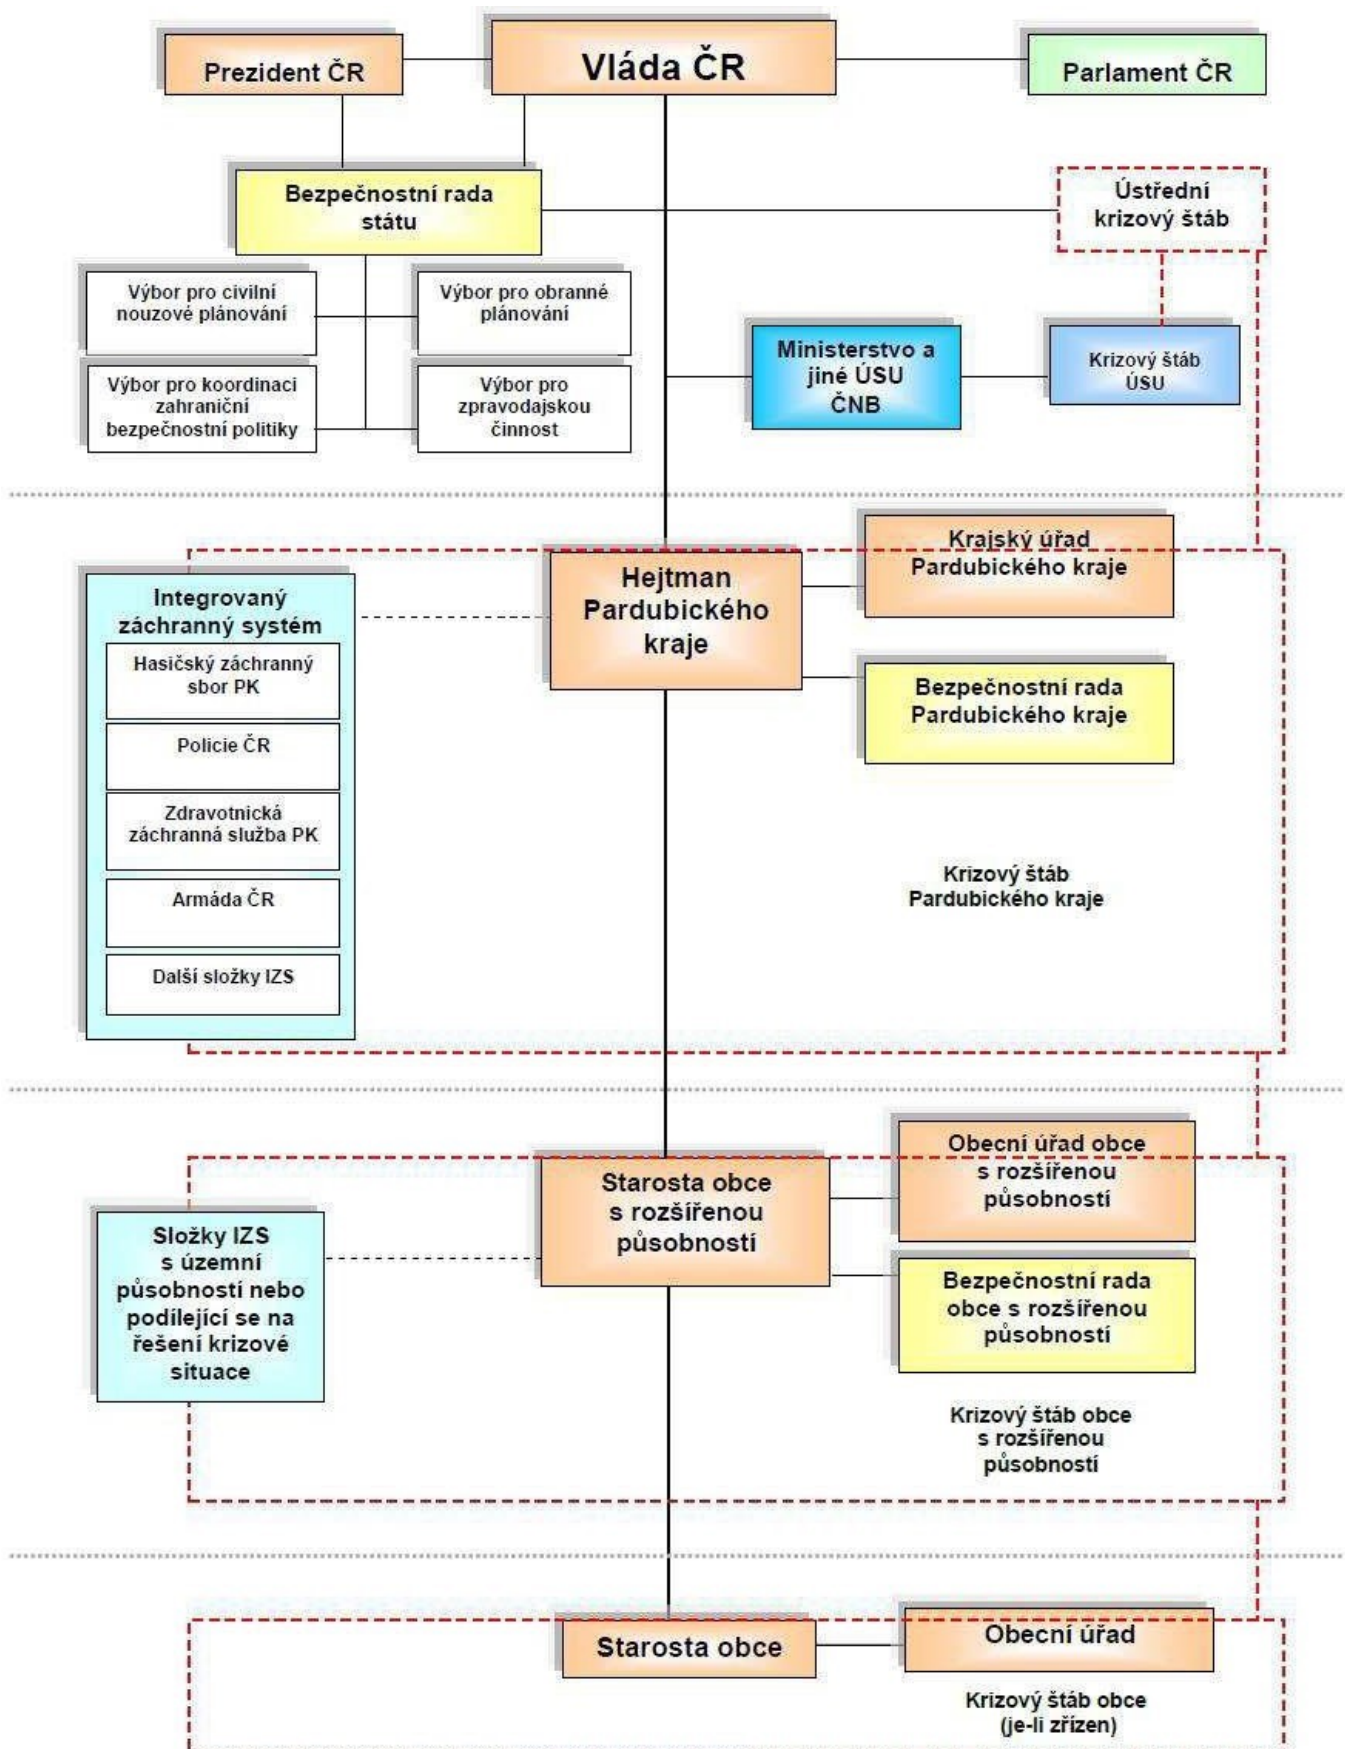 Prezident ČR
Vláda ČR
Parlament ČR
Bezpečnostní rada
státu
Ústřední
krizový štáb
Výbor pro civilní
nouzové plánování
Výbor pro obranné
plánování
Výbor pro koordinaci
zahraniční
bezpečnostní politiky
Výbor pro
zpravodajskou
činnost
Ministerstvo a
jiné ÚSU
ČNB
Krizový štáb
ÚSU
Integrovaný
záchranný systém
Hasičský záchranný
sbor PK
Policie ČR
Zdravotnická
záchranná služba PK
Armáda ČR
Další složky IZS
Hejtman
Pardubického
kraje
Krajský úřad
Pardubického kraje
Bezpečnostní rada
Pardubického kraje
Krizový štáb
Pardubického kraje
Složky IZS
s územní
působností nebo
podílející se na
řešení krizové
situace
Starosta obce
s rozšířenou
působností
Obecní úřad obce
s rozšířenou
působností
Bezpečnostní rada
obce s rozšířenou
působností
Krizový štáb obce
s rozšířenou
působností
Starosta obce
Obecní úřad
Krizový štáb obce
(je-li zřízen)